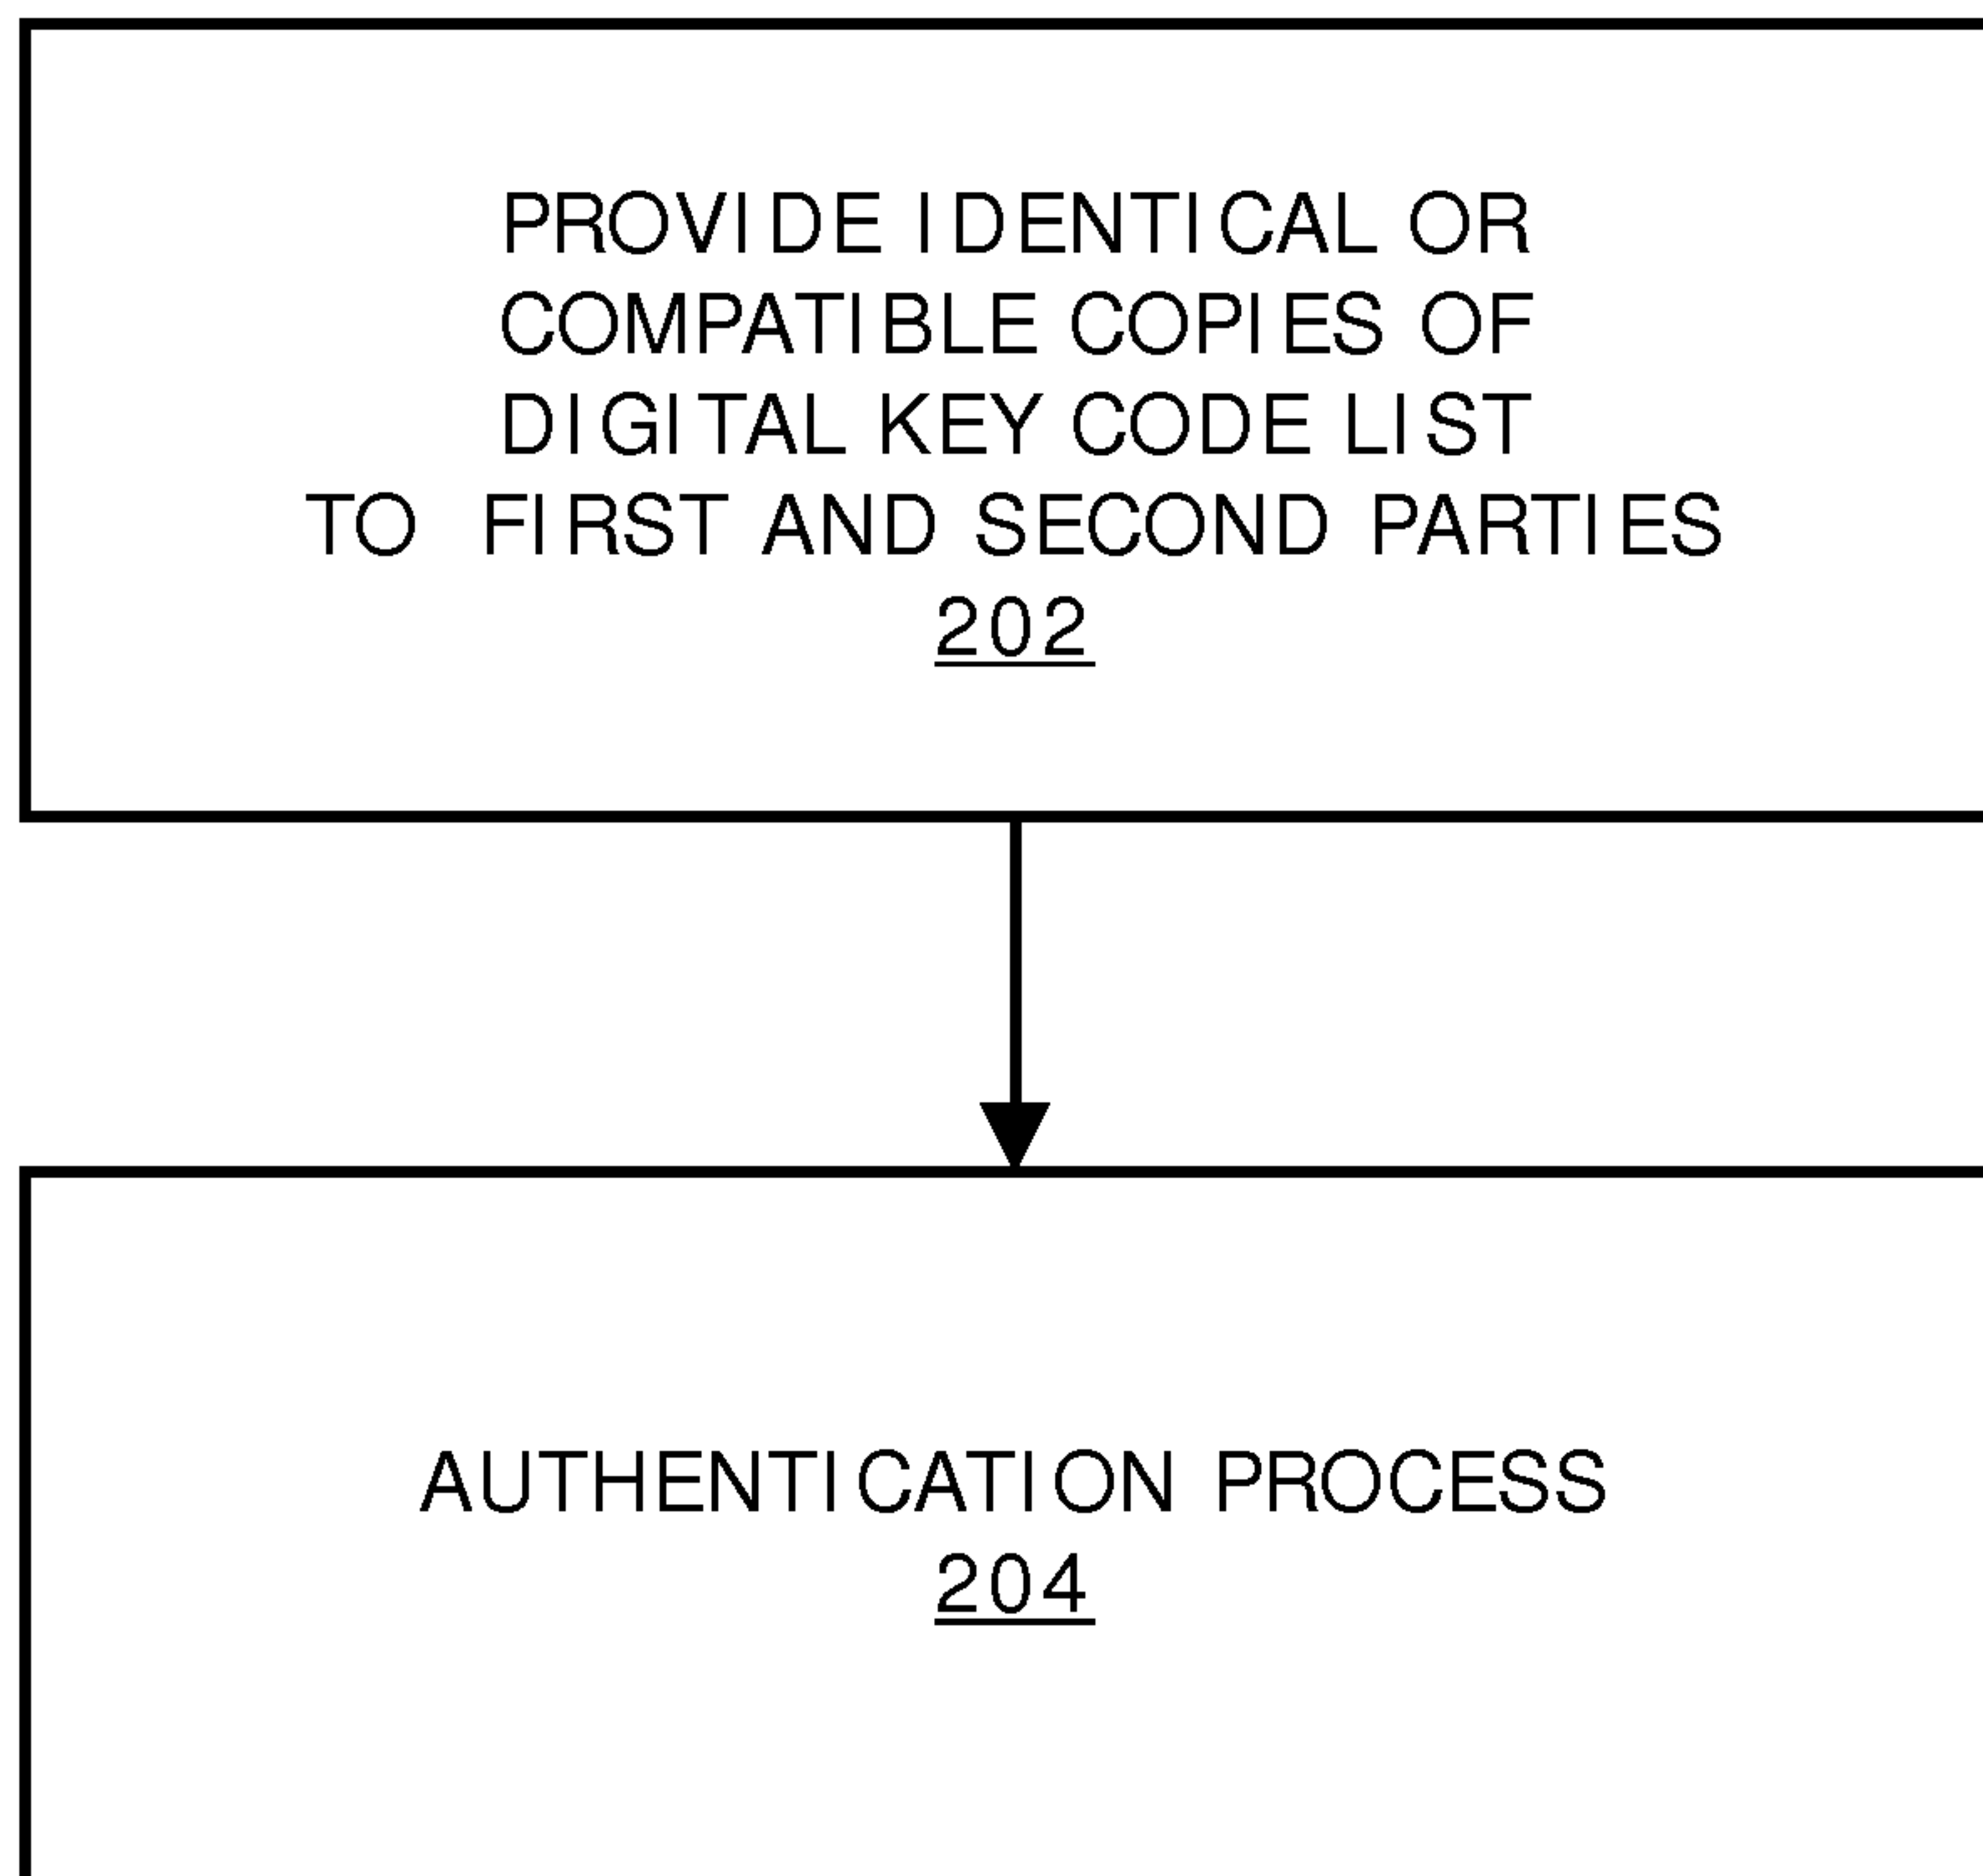 PROVIDE IDENTICAL OR
COMPATIBLE COPIES OF
DIGITAL KEY CODE LIST
TO FIRST AND SECOND PARTIES
202
AUTHENTICATION PROCESS
204